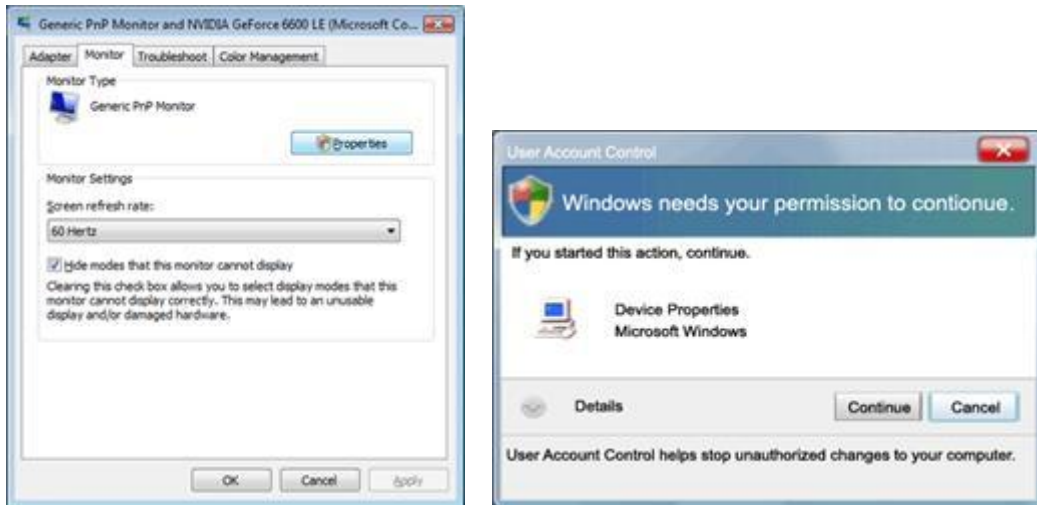 Generic PnP Monitor and NVIDIA GeForce 6600 LE (Microsoft Co...
Adapter Monitor Troubleshoot Color Management
Monitor Type
Generic PnP Monitor
Properties
Monitor Settings
Screen refresh rate:
60 Hertz
Hide modes that this monitor cannot display
Clearing this check box allows you to select display modes that this
monitor cannot display correctly. This may lead to an unusable
display and/or damaged hardware.
OK Cancel Apply
User Account Control
Windows needs your permission to contionue.
If you started this action, continue.
Device Properties
Microsoft Windows
Details Continue Cancel
User Account Control helps stop unauthorized changes to your computer.